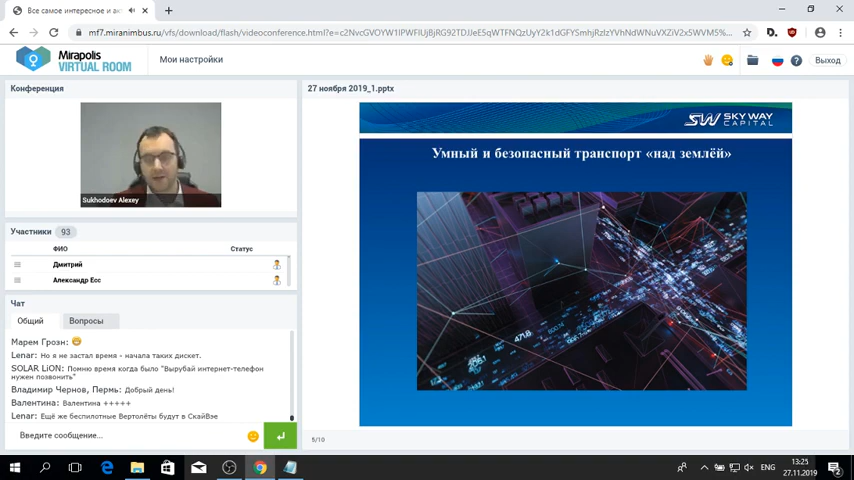 Все самое интересное и ак
mf7.miranimbus.ru/vfs/download/flash/videoconference.html?e=c2NvcGVOYW1lPWFlUjBjRG92TDJJeE5qWTFNQzUyY2k1dGFYSmhjRzlzYVhNdWNuVXZiV2x5WVM5%...
Mirapolis
VIRTUAL ROOM
Мои настройки
Выход
Конференция
27 ноября 2019_1.pptx
Sukhodoev Alexey
SW SKY WAY
CAPITAL
Умный и безопасный транспорт «над землёй»
Участники 93
ФИО Статус
Дмитрий
Александр Есс
Чат
Общий Вопросы
Марем Грозн:
Lenar: Но я не застал время - начала таких дискет.
SOLAR LiON: Помню время когда было "Вырубай интернет-телефон
нужен позвонить"
Владимир Чернов, Пермь: Добрый день!
Валентина: Валентина +++++
Lenar: Ещё же беспилотные Вертолёты будут в СкайВэе
Введите сообщение...
5/10
ENG
13:25
27.11.2019
2